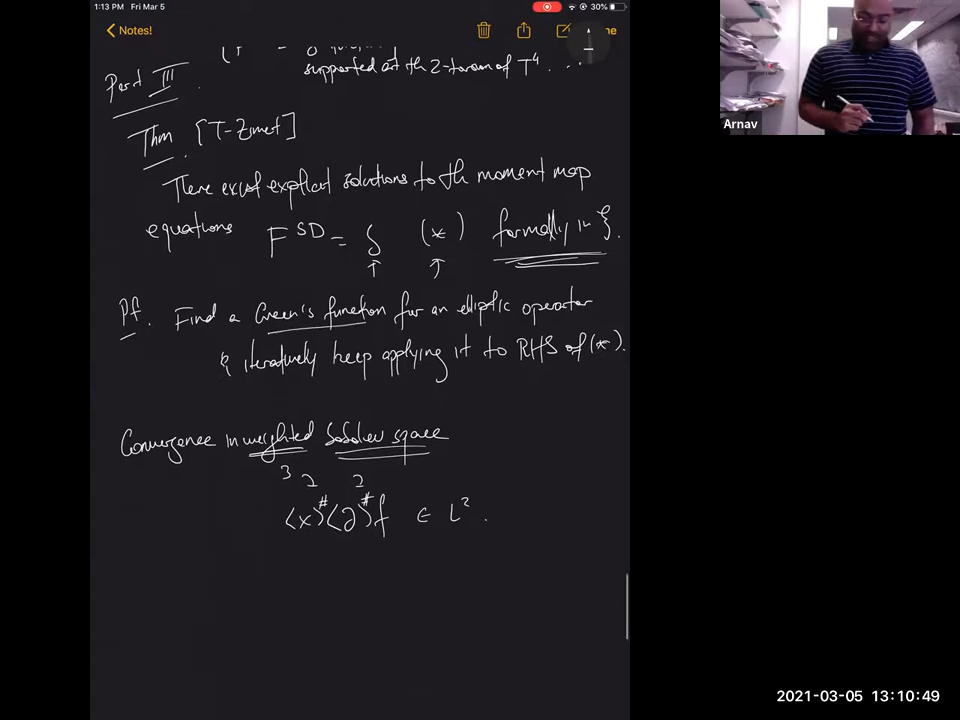 1:13 PM Fri Mar 5
30%
Notes!
supported at the 2-torsion of T⁴ . . .
Part III
Thm [T-Zimet]
There exist explicit solutions to the moment map
equations F^SD = δ (*) formally in ξ.
Pf. Find a Green's function for an elliptic operator
& iteratively keep applying it to RHS of (*).
Convergence in weighted Sobolev space
3 2 2
⟨x⟩^# ⟨∂⟩^# f ∈ L² .
Arnav
2021-03-05 13:10:49